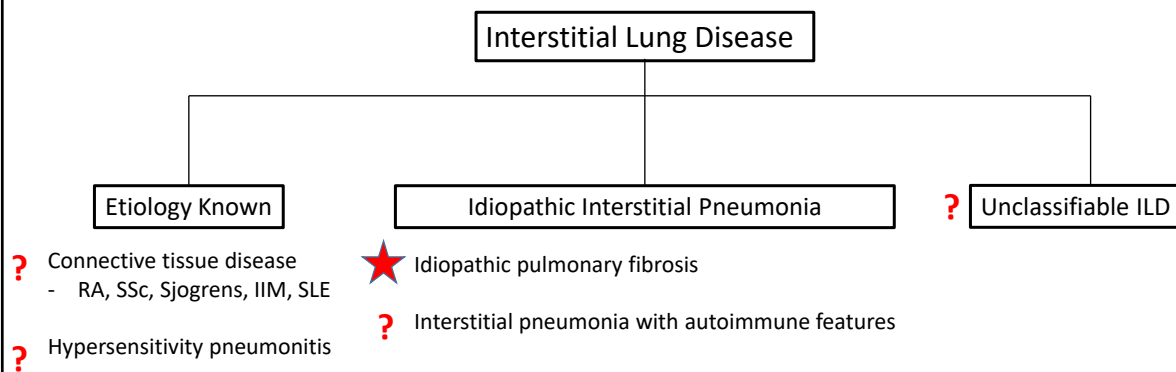 Interstitial Lung Disease
Etiology Known
Idiopathic Interstitial Pneumonia
? Unclassifiable ILD
? Connective tissue disease
- RA, SSc, Sjogrens, IIM, SLE
? Hypersensitivity pneumonitis
Idiopathic pulmonary fibrosis
? Interstitial pneumonia with autoimmune features